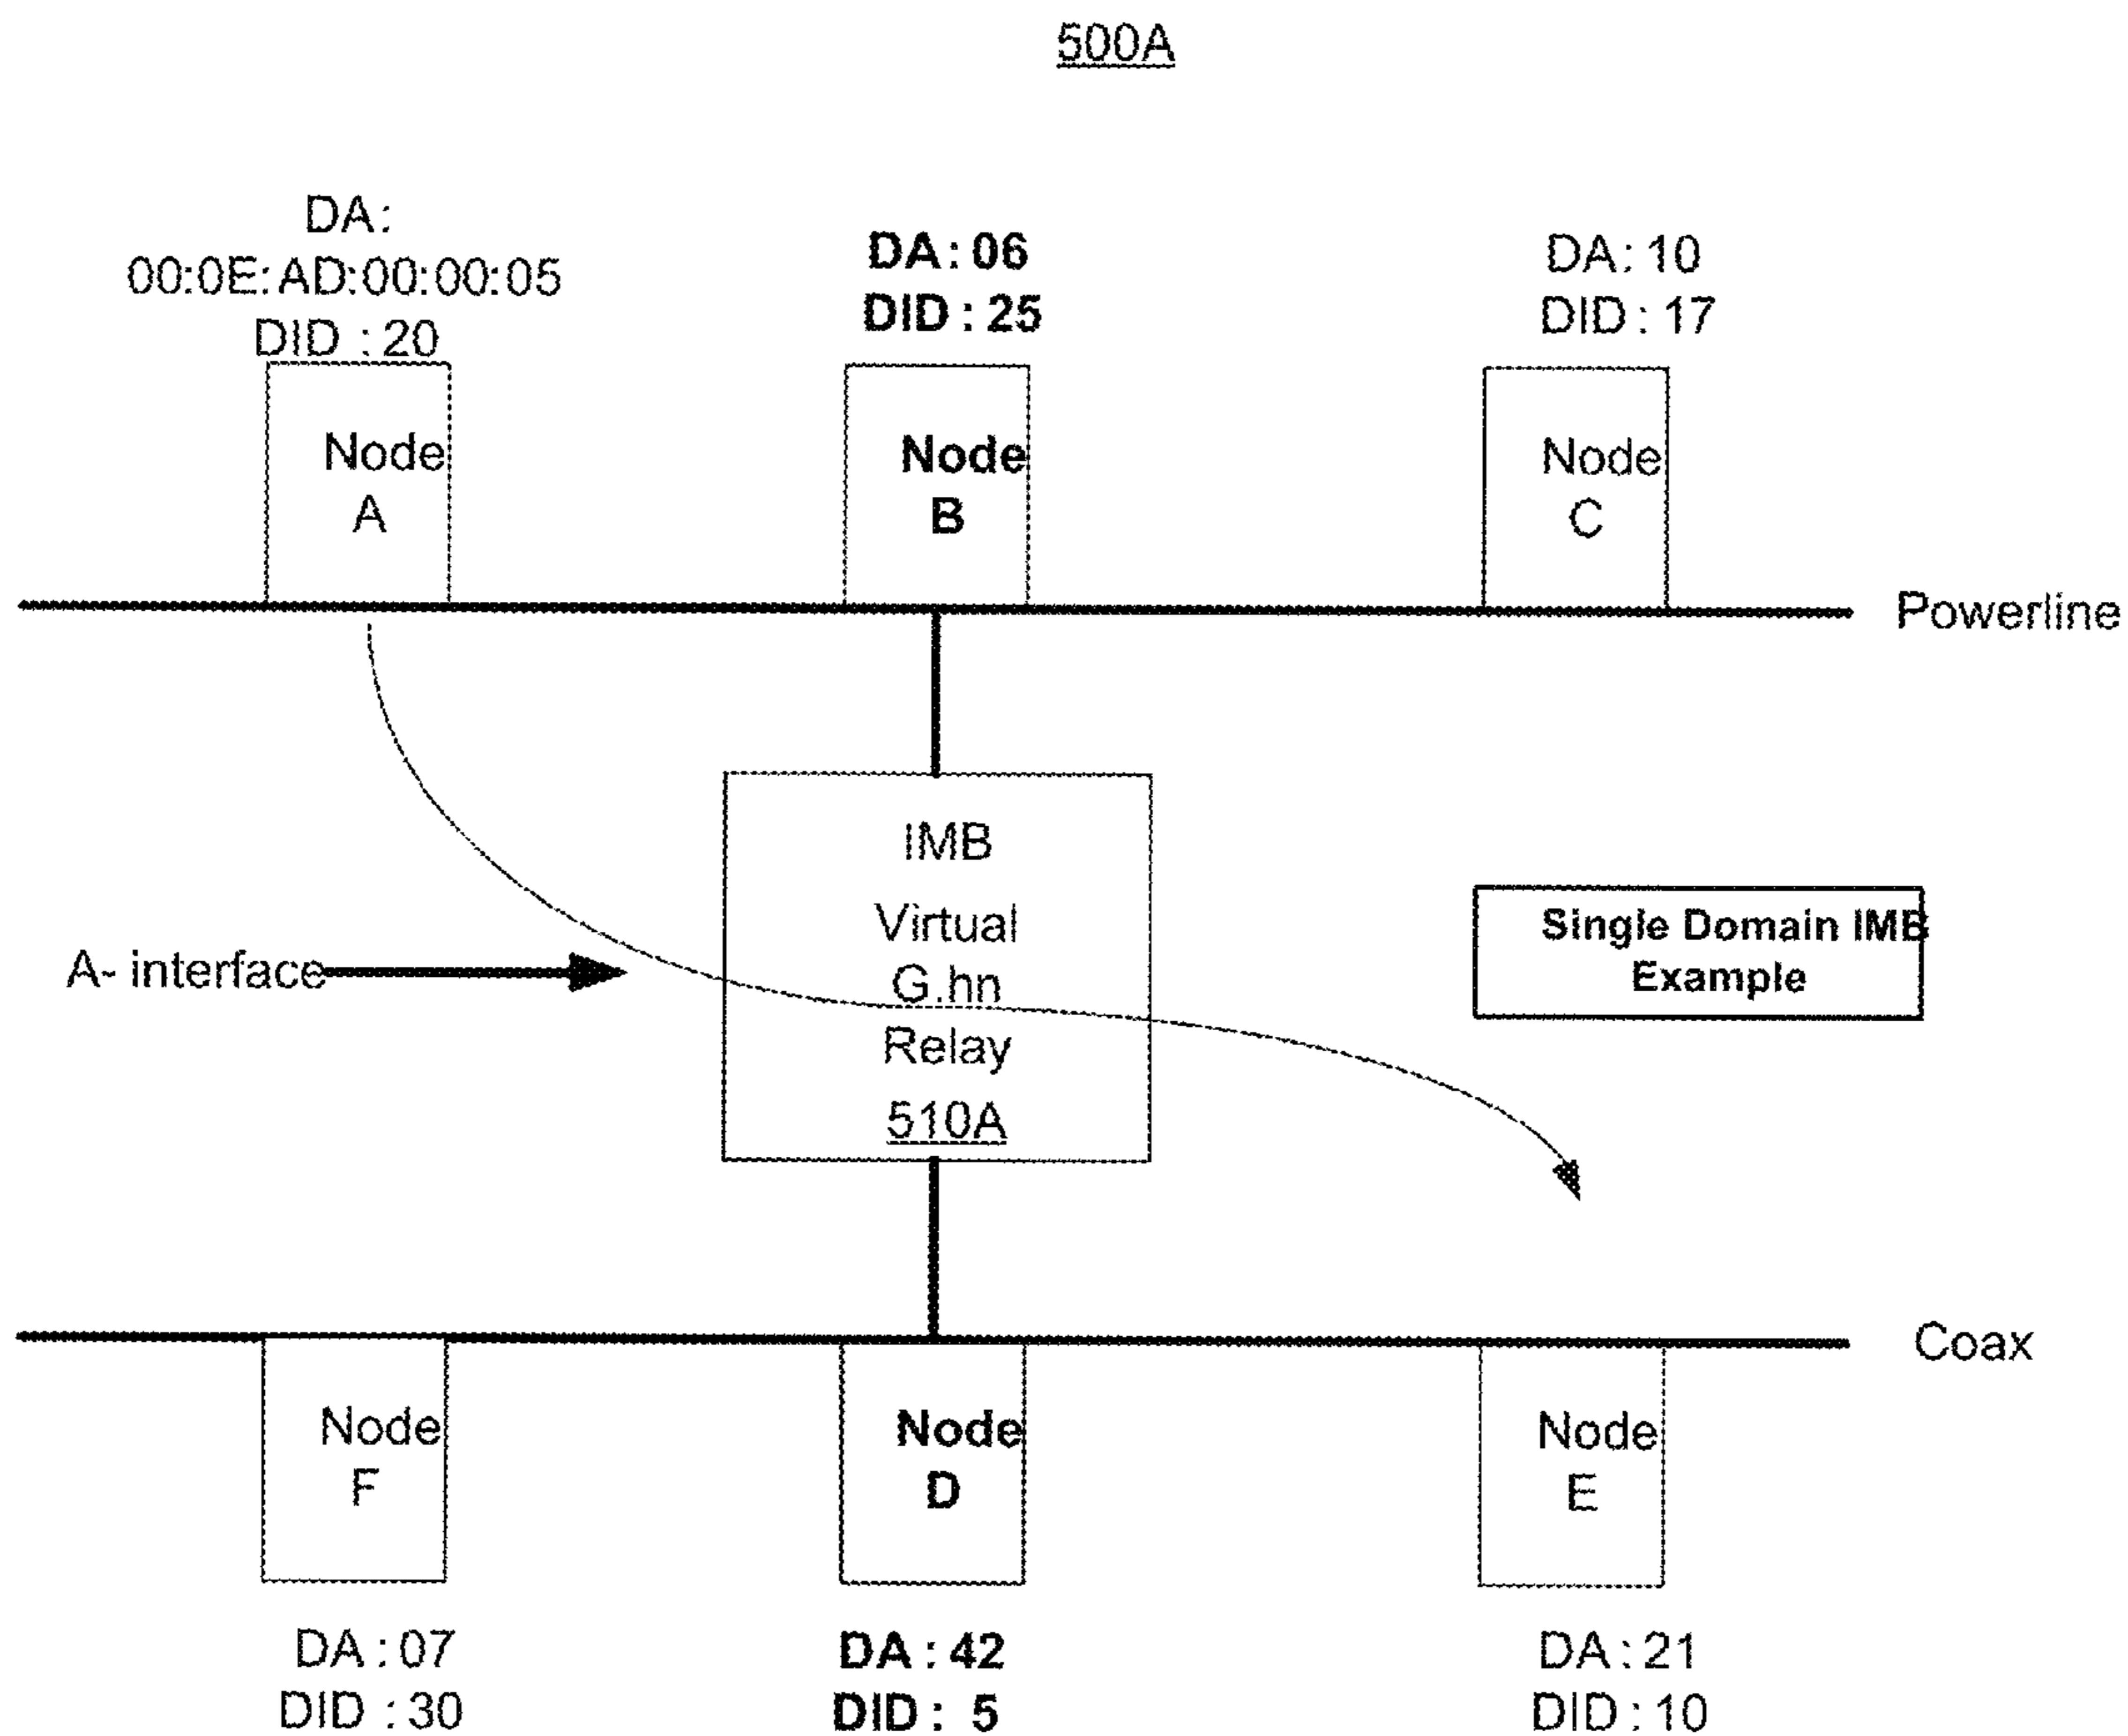 500A
DA:
00:0E:AD:00:00:05
DID : 20
DA: 06
DID : 25
DA: 10
DID : 17
Node
A
Node
B
Node
C
Powerline
IMB
Virtual
G.hn
Relay
510A
A- interface
Single Domain IMB
Example
Coax
Node
F
Node
D
Node
E
DA : 07
DID : 30
DA : 42
DID : 5
DA : 21
DID : 10